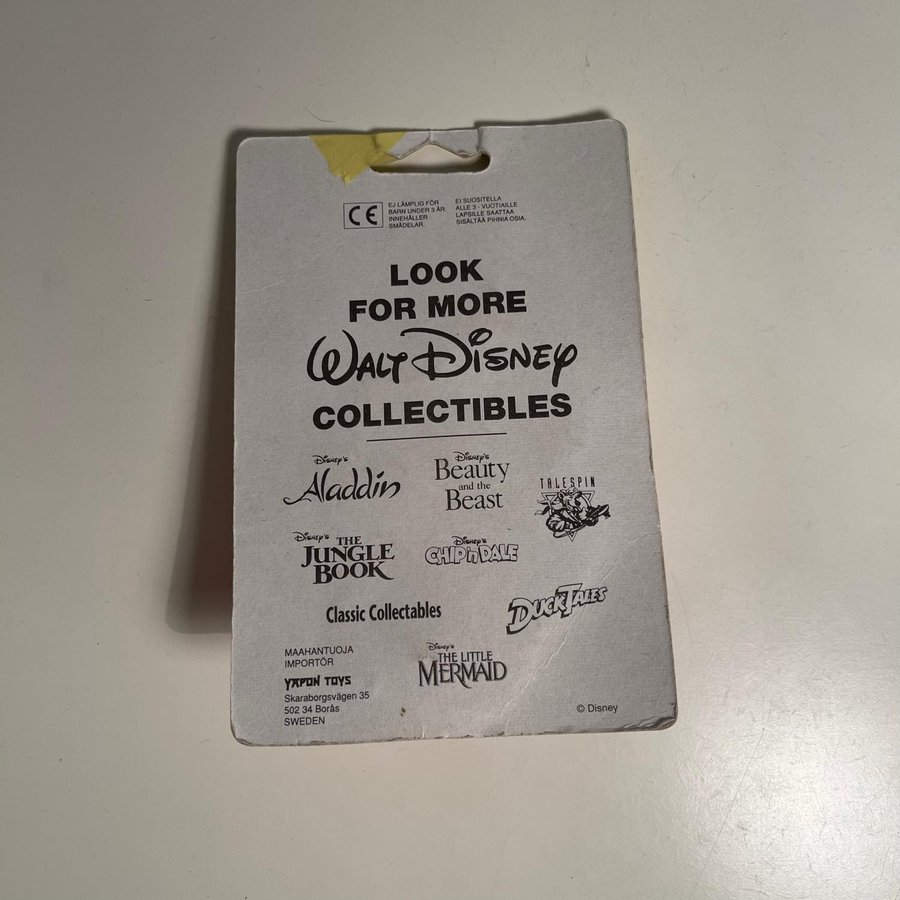 CE
EJ LÄMPLIG FÖR
BARN UNDER 3 ÅR.
INNEHÅLLER
SMÅDELAR.
EI SUOSITELLA
ALLE 3 - VUOTIAILLE
LAPSILLE SAATTAA
SISÄLTÄÄ PIHNIA OSIA.
LOOK
FOR MORE
WALT DISNEY
COLLECTIBLES
Disney's
Aladdin
Disney's
Beauty
and the
Beast
TALESPIN
Disney's THE
JUNGLE
BOOK
Disney's
CHIP 'n DALE
Classic Collectables
DUCKTALES
MAAHANTUOJA
IMPORTÖR
YAPON TOYS
Skaraborgsvägen 35
502 34 Borås
SWEDEN
Disney's
THE LITTLE
MERMAID
© Disney